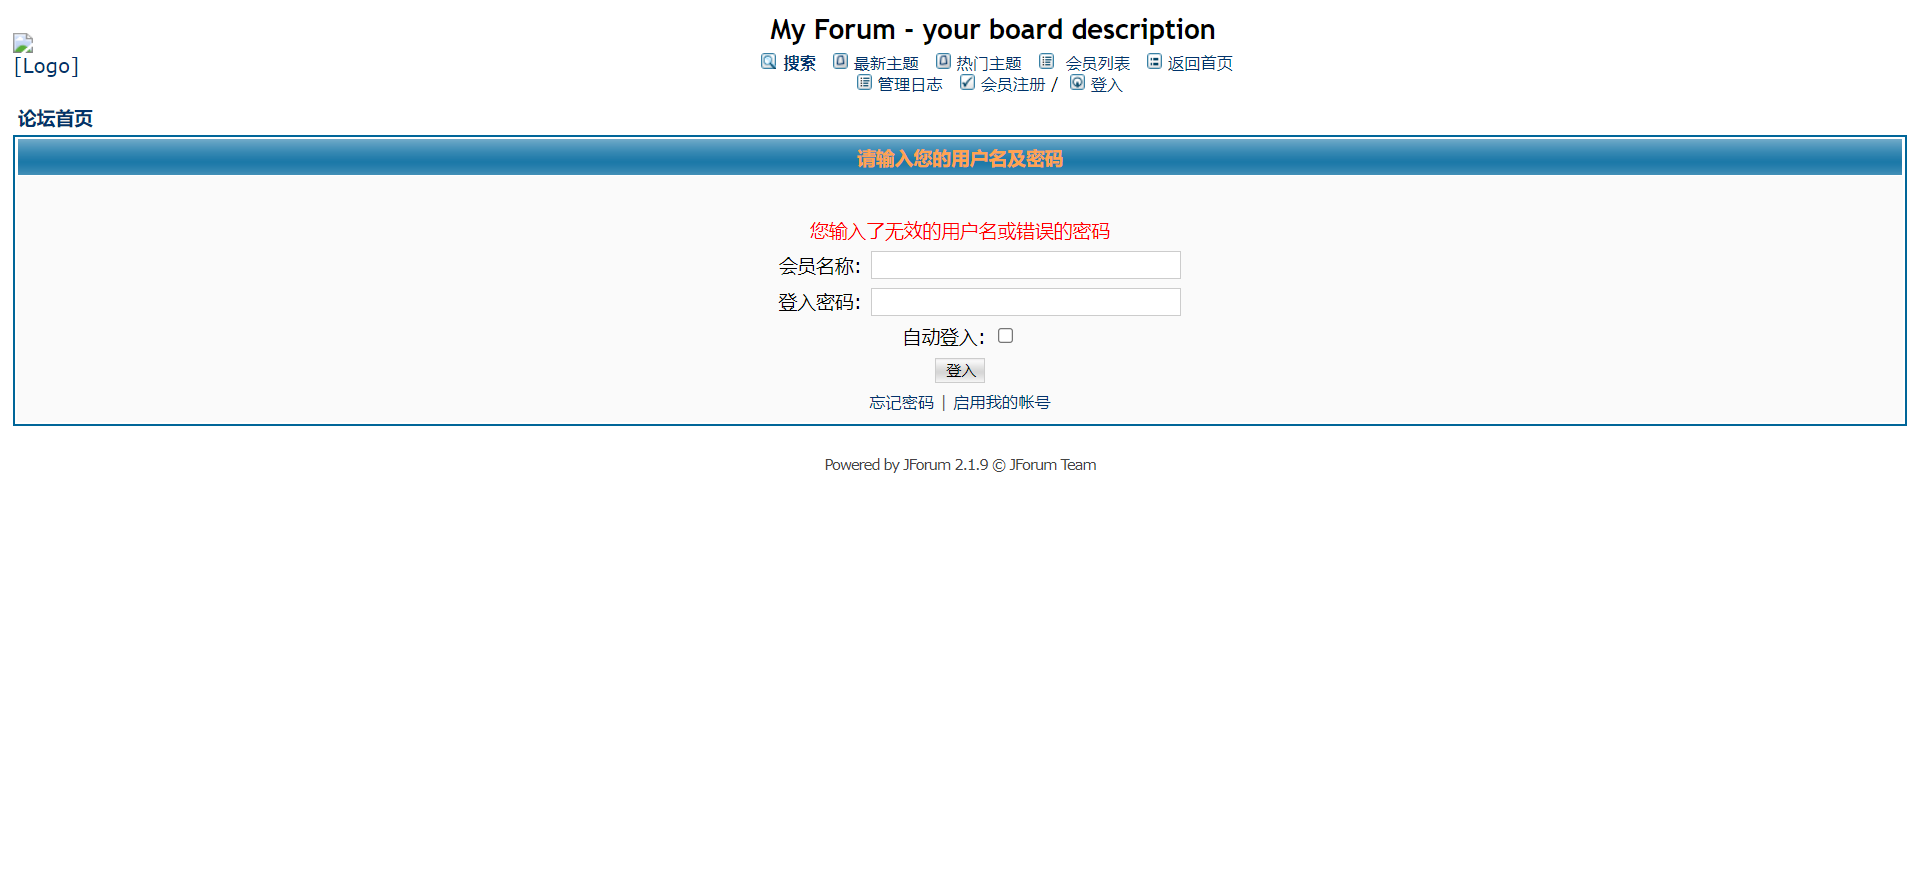 My Forum - your board description
[Logo]
搜索 最新主题 热门主题 会员列表 返回首页
管理日志 会员注册 / 登入
论坛首页
请输入您的用户名及密码
您输入了无效的用户名或错误的密码
会员名称:
登入密码:
自动登入:
登入
忘记密码 | 启用我的帐号
Powered by JForum 2.1.9 © JForum Team